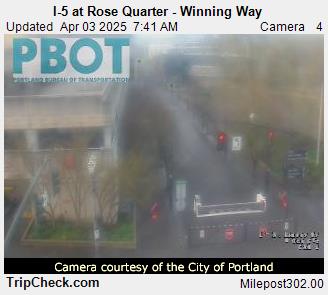 I-5 at Rose Quarter - Winning Way
Updated Apr 03 2025 7:41 AM Camera 4
PBOT
PORTLAND BUREAU OF TRANSPORTATION
Camera courtesy of the City of Portland
TripCheck.com Milepost302.00